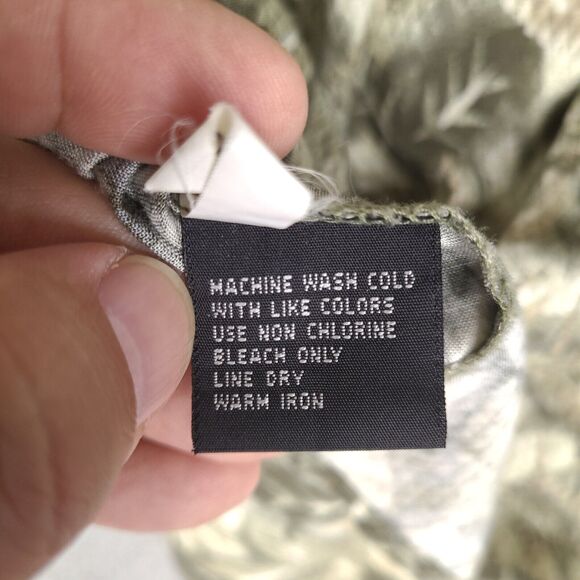 MACHINE WASH COLD
WITH LIKE COLORS
USE NON CHLORINE
BLEACH ONLY
LINE DRY
WARM IRON